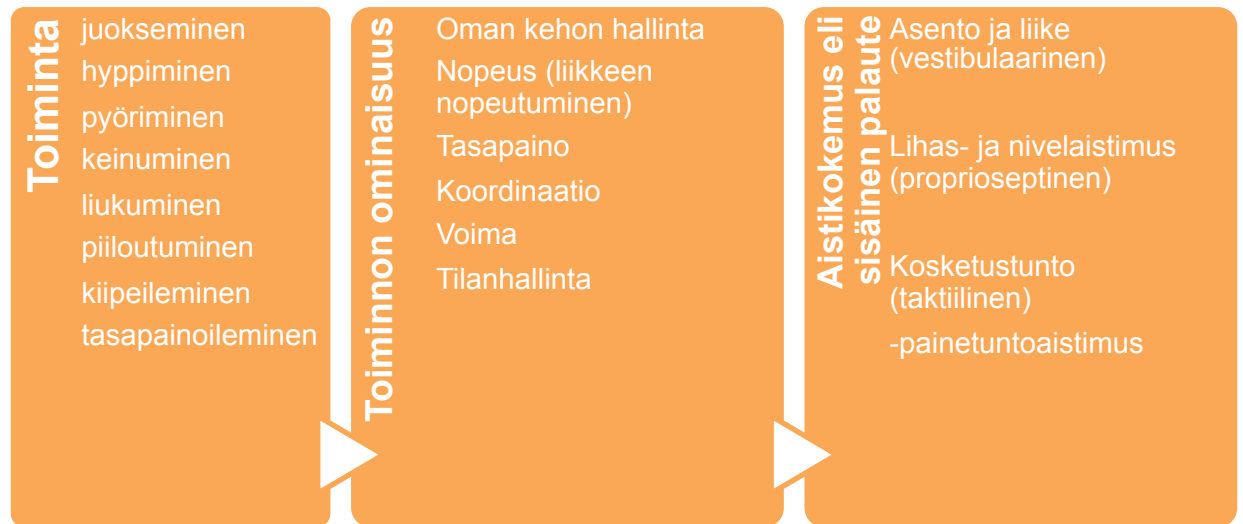 Toiminta
juokseminen
hyppiminen
pyöriminen
keinuminen
liukuminen
piiloutuminen
kiipeileminen
tasapainoileminen
Toiminnon ominaisuus
Oman kehon hallinta
Nopeus (liikkeen
nopeutuminen)
Tasapaino
Koordinaatio
Voima
Tilanhallinta
Aistikokemus eli
sisäinen palaute
Asento ja liike
(vestibulaarinen)
Lihas- ja nivelaistimus
(proprioseptinen)
Kosketustunto
(taktiilinen)
-painetuntoaistimus